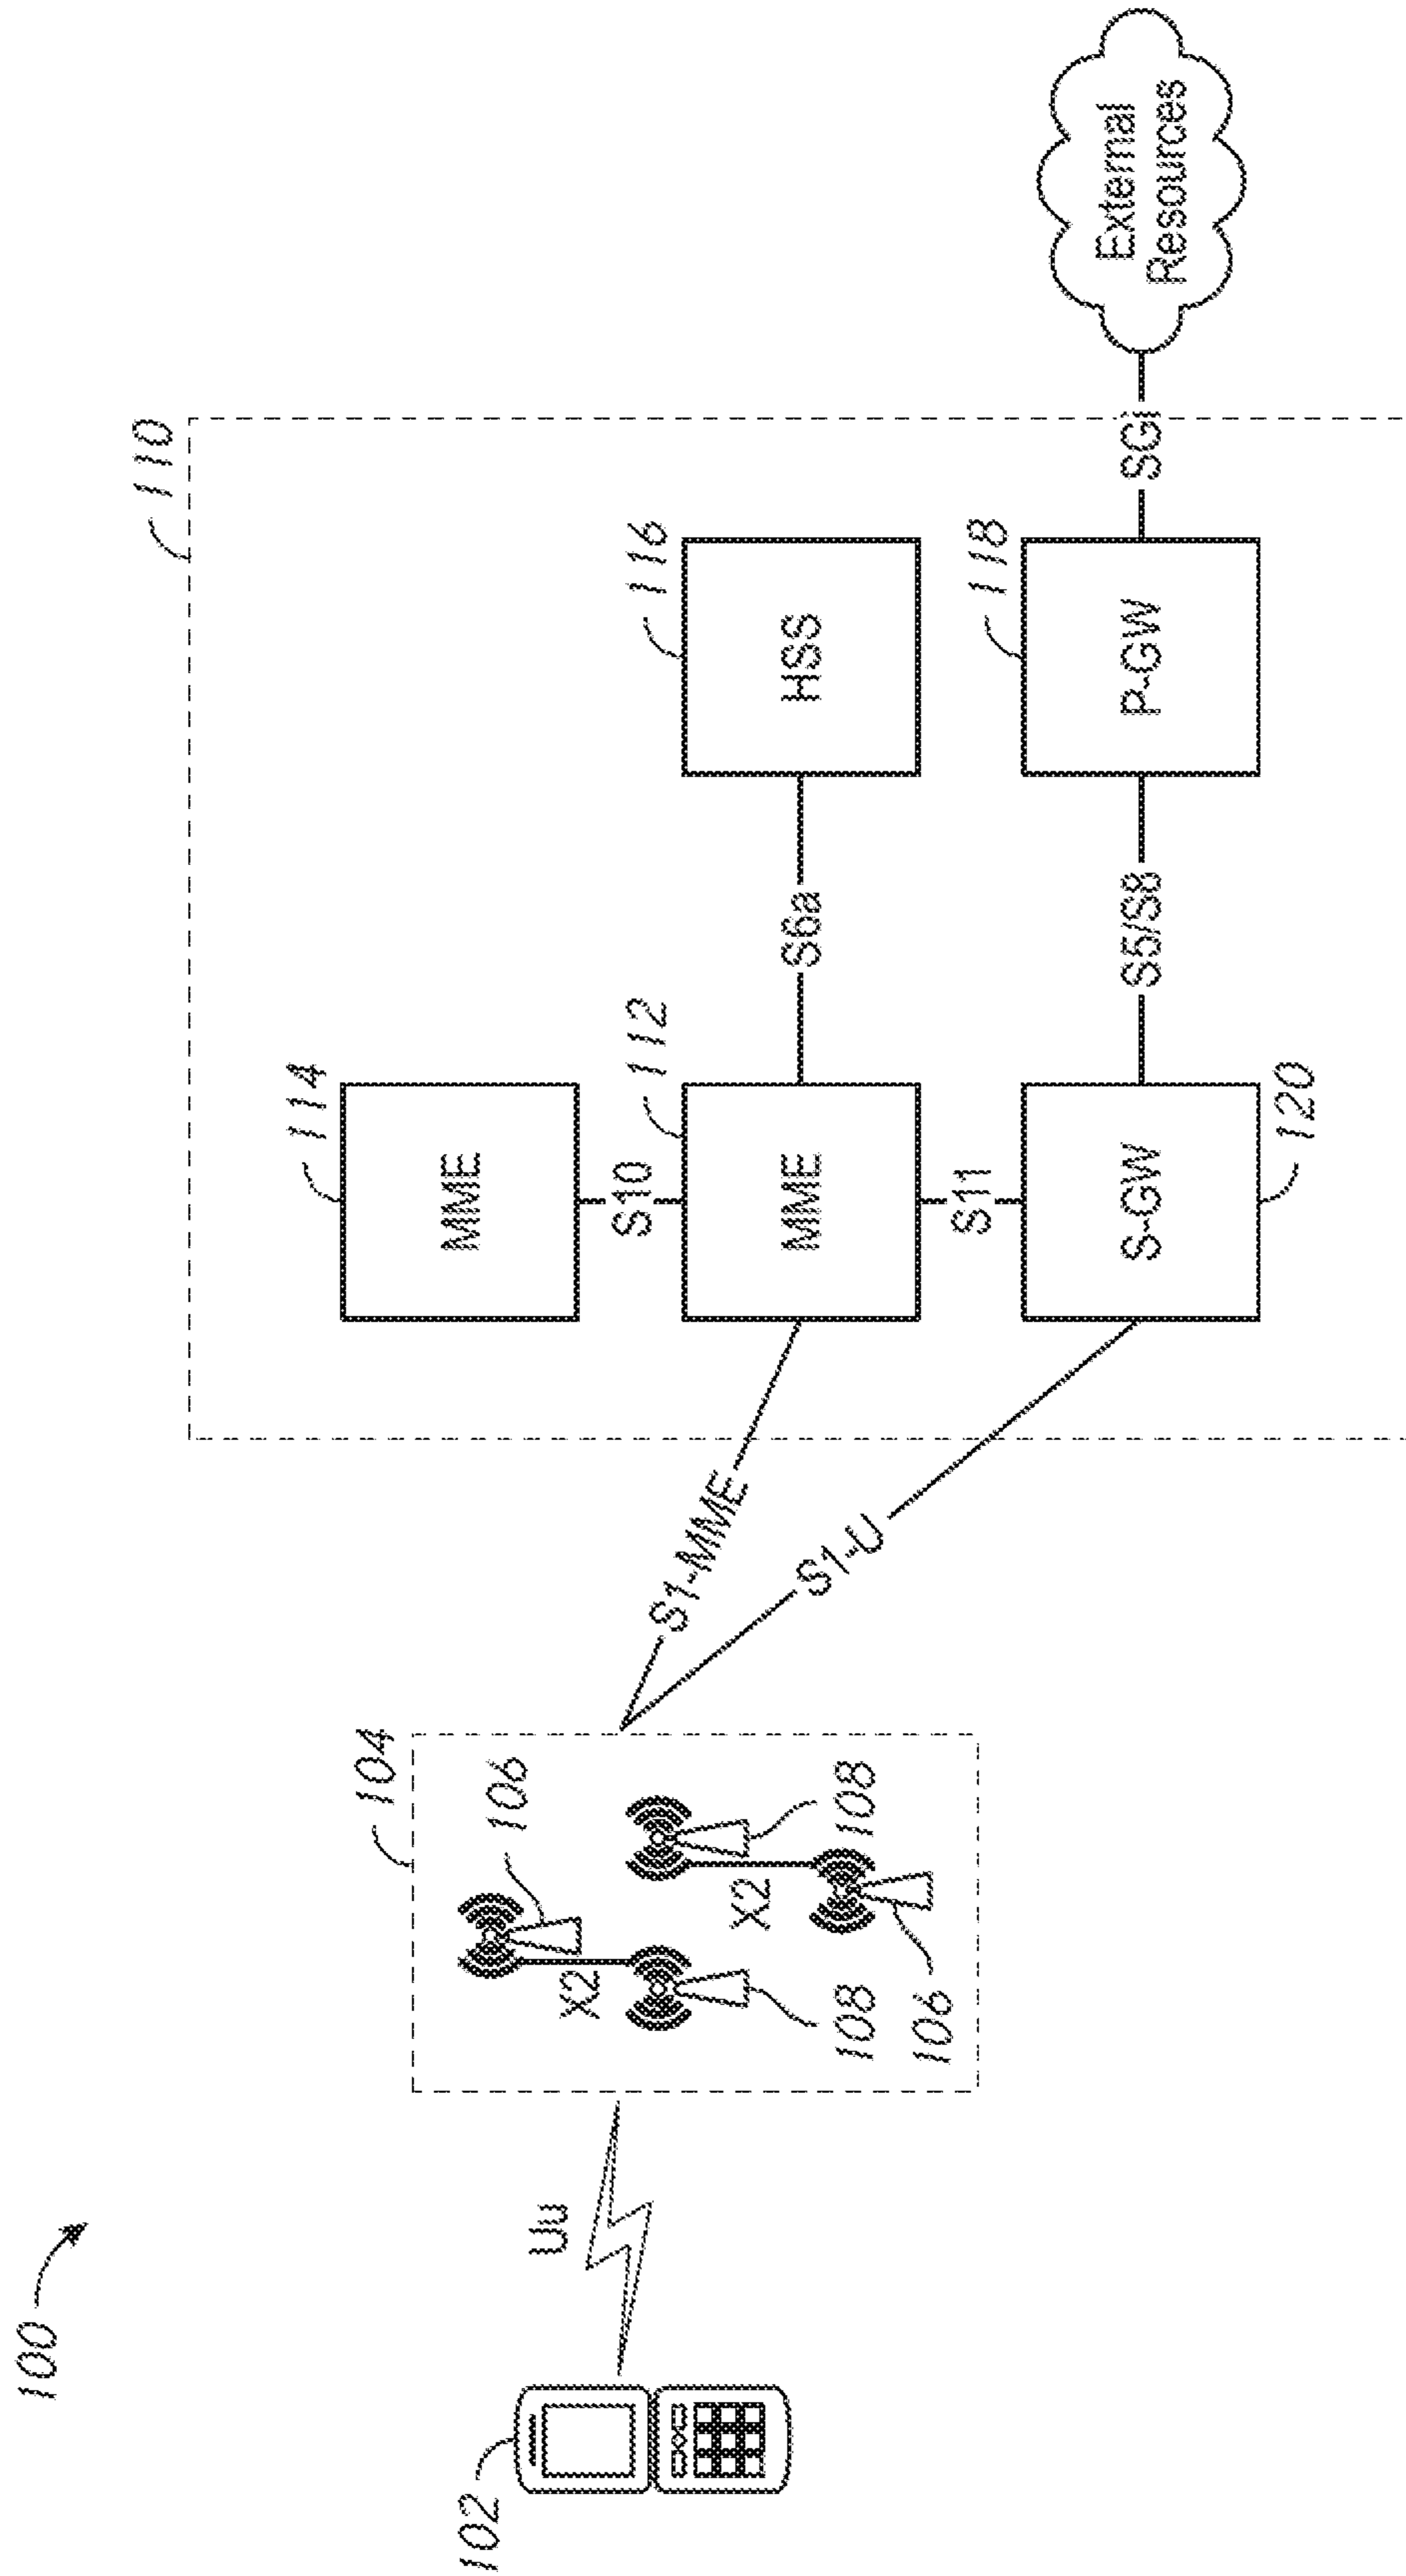 100
102
Uu
104
106
X2
108
X2
108
106
S1-MME
S1-U
110
114
MME
S10
112
MME
S6a
116
HSS
S11
S-GW
120
S5/S8
118
P-GW
SGi
External
Resources